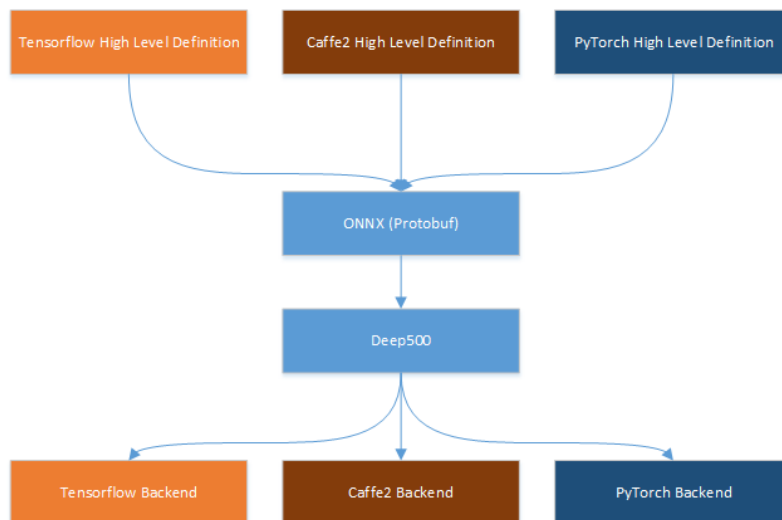 Tensorflow High Level Definition
Caffe2 High Level Definition
PyTorch High Level Definition
ONNX (Protobuf)
Deep500
Tensorflow Backend
Caffe2 Backend
PyTorch Backend